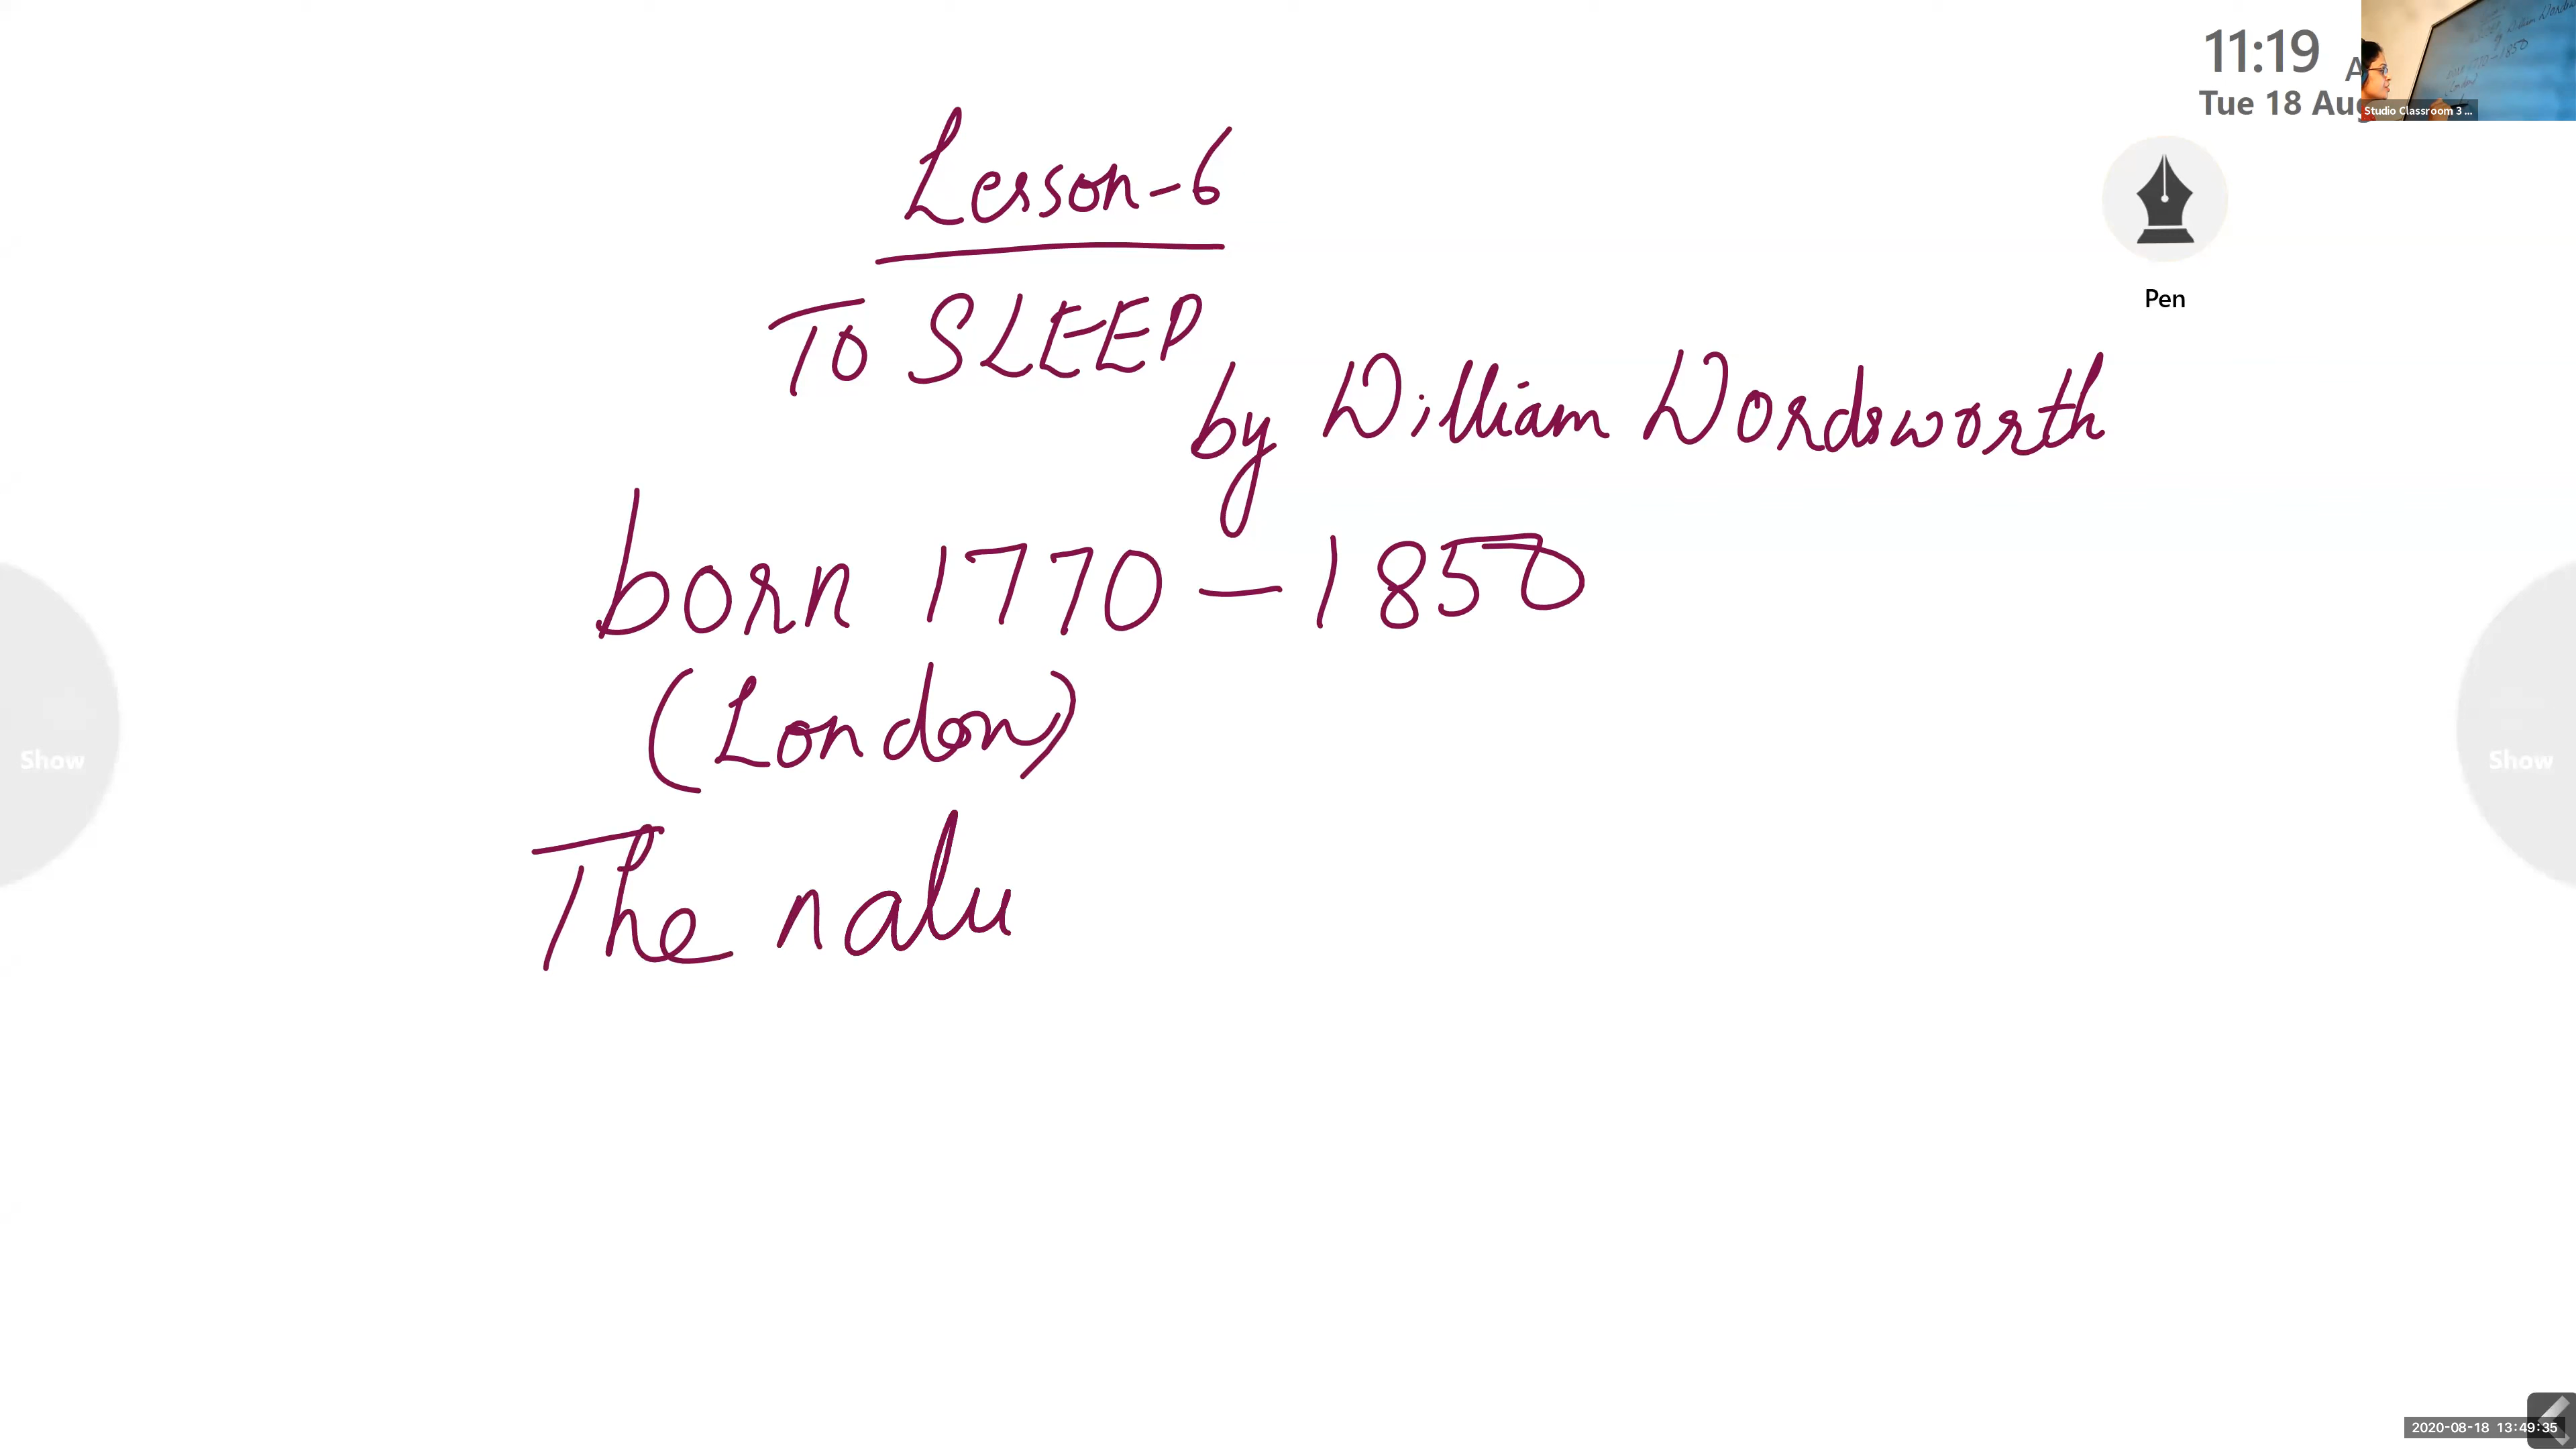 11:19 A
Tue 18 Aug
Studio Classroom 3 ...
Lesson-6
Pen
TO SLEEP
by William Wordsworth
born 1770 – 1850
(London)
Show
Show
The natu
2020-08-18 13:49:35